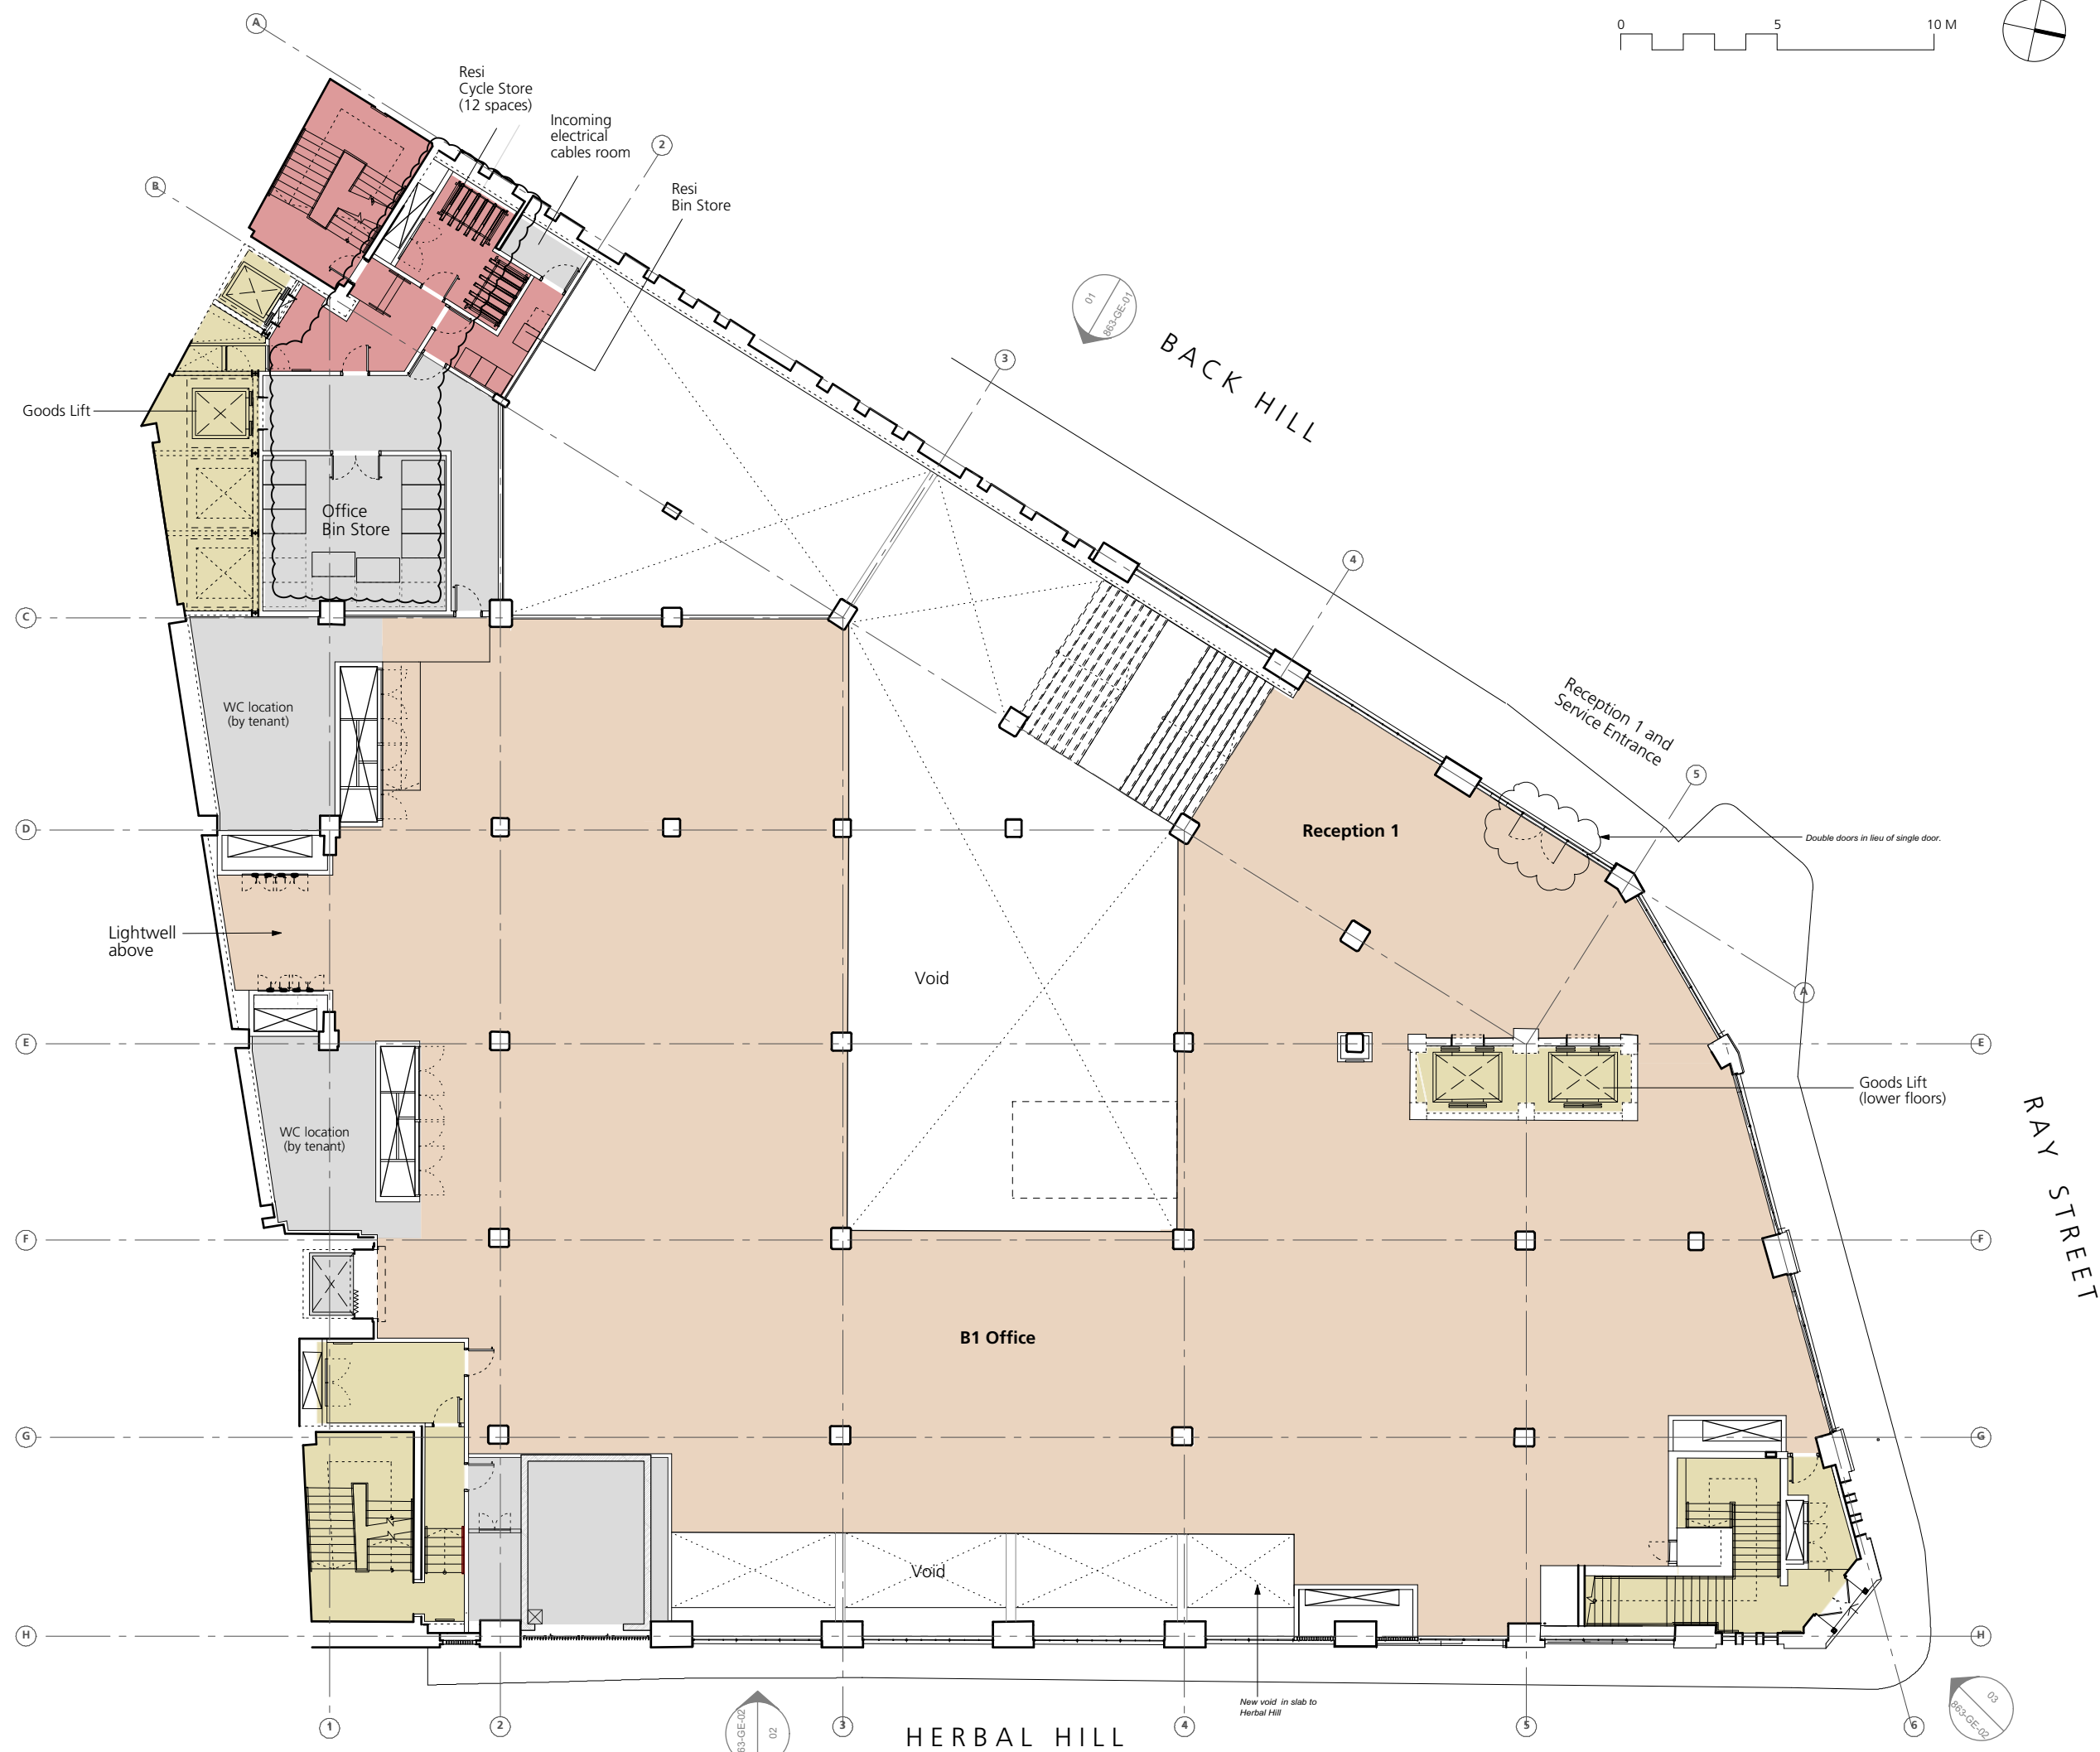 0 5 10 M
A
Resi
Cycle Store
(12 spaces)
Incoming
electrical
cables room
2
Resi
Bin Store
B
01
863-GE-01
BACK HILL
3
Goods Lift
Office
Bin Store
4
C
WC location
(by tenant)
Reception 1 and
Service Entrance
5
D
Reception 1
Double doors in lieu of single door.
Lightwell
above
Void
A
E
E
Goods Lift
(lower floors)
WC location
(by tenant)
RAY STREET
F
F
B1 Office
G
G
Void
H
H
New void in slab to
Herbal Hill
63-GE-02
02
03
863-GE-02
1
2
3
4
5
6
HERBAL HILL